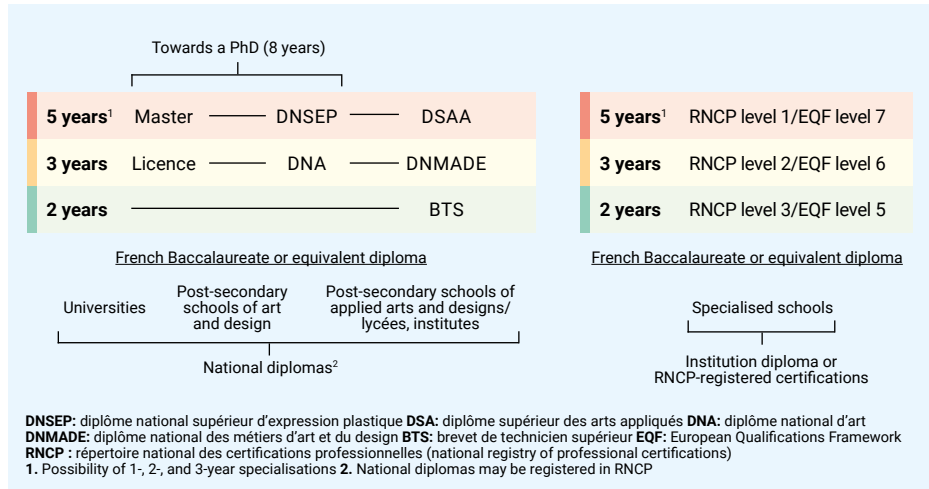 Towards a PhD (8 years)
5 years¹ Master DNSEP DSAA
3 years Licence DNA DNMADE
2 years BTS
French Baccalaureate or equivalent diploma
Universities
Post-secondary
schools of art
and design
Post-secondary schools of
applied arts and designs/
lycées, institutes
National diplomas²
5 years¹ RNCP level 1/EQF level 7
3 years RNCP level 2/EQF level 6
2 years RNCP level 3/EQF level 5
French Baccalaureate or equivalent diploma
Specialised schools
Institution diploma or
RNCP-registered certifications
DNSEP: diplôme national supérieur d'expression plastique DSA: diplôme supérieur des arts appliqués DNA: diplôme national d'art
DNMADE: diplôme national des métiers d'art et du design BTS: brevet de technicien supérieur EQF: European Qualifications Framework
RNCP : répertoire national des certifications professionnelles (national registry of professional certifications)
1. Possibility of 1-, 2-, and 3-year specialisations 2. National diplomas may be registered in RNCP